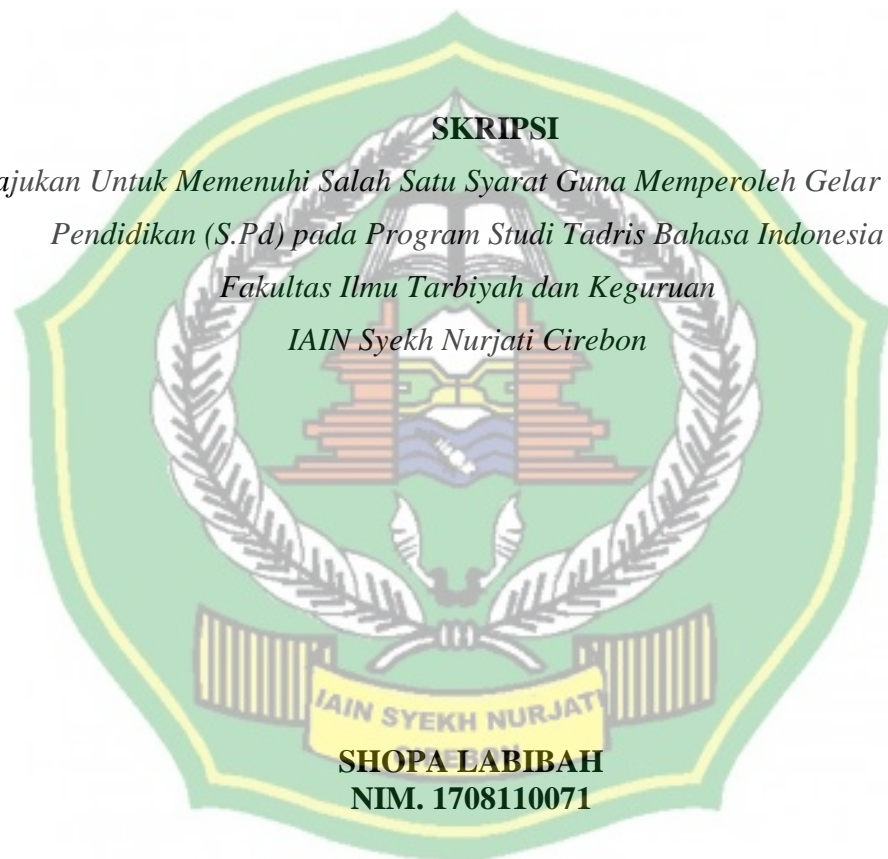 SKRIPSI
ajukan Untuk Memenuhi Salah Satu Syarat Guna Memperoleh Gelar
Pendidikan (S.Pd) pada Program Studi Tadris Bahasa Indonesia
Fakultas Ilmu Tarbiyah dan Keguruan
IAIN Syekh Nurjati Cirebon
IAIN SYEKH NURJATI
CIREBON
SHOPA LABIBAH
NIM. 1708110071